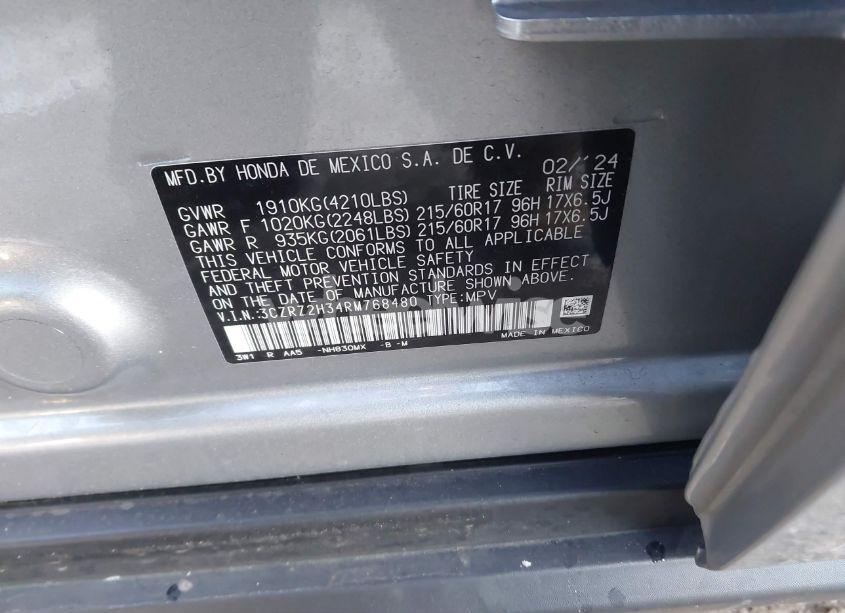 MFD.BY HONDA DE MEXICO S.A. DE C.V. 02/'24
TIRE SIZE RIM SIZE
GVWR 1910KG(4210LBS)
GAWR F 1020KG(2248LBS) 215/60R17 96H 17X6.5J
GAWR R 935KG(2061LBS) 215/60R17 96H 17X6.5J
THIS VEHICLE CONFORMS TO ALL APPLICABLE
FEDERAL MOTOR VEHICLE SAFETY
AND THEFT PREVENTION STANDARDS IN EFFECT
ON THE DATE OF MANUFACTURE SHOWN ABOVE.
V.I.N.:3CZRZ2H34RM768480 TYPE:MPV
MADE IN MEXICO
3W1 R AA5 -NH830MX -B -M